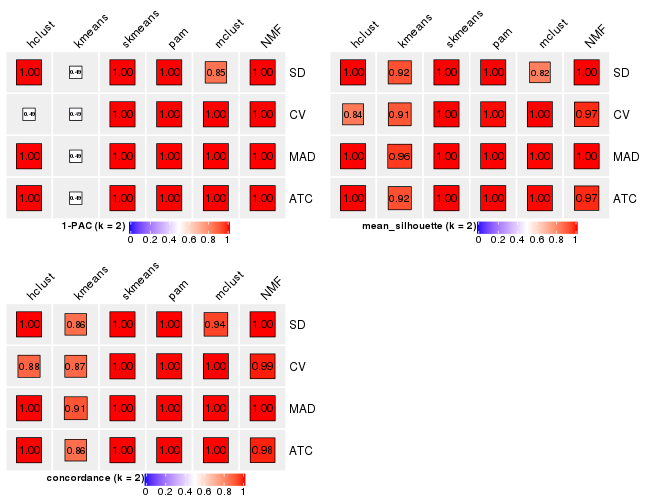 hclust kmeans skmeans pam mclust NMF
1.00 0.49 1.00 1.00 0.85 1.00 SD
0.49 0.49 1.00 1.00 1.00 1.00 CV
1.00 0.49 1.00 1.00 1.00 1.00 MAD
1.00 0.49 1.00 1.00 1.00 1.00 ATC
1-PAC (k = 2)
0 0.2 0.4 0.6 0.8 1
hclust kmeans skmeans pam mclust NMF
1.00 0.92 1.00 1.00 0.82 1.00 SD
0.84 0.91 1.00 1.00 1.00 0.97 CV
1.00 0.96 1.00 1.00 1.00 1.00 MAD
1.00 0.92 1.00 1.00 1.00 0.97 ATC
mean_silhouette (k = 2)
0 0.2 0.4 0.6 0.8 1
hclust kmeans skmeans pam mclust NMF
1.00 0.86 1.00 1.00 0.94 1.00 SD
0.88 0.87 1.00 1.00 1.00 0.99 CV
1.00 0.91 1.00 1.00 1.00 1.00 MAD
1.00 0.86 1.00 1.00 1.00 0.98 ATC
concordance (k = 2)
0 0.2 0.4 0.6 0.8 1